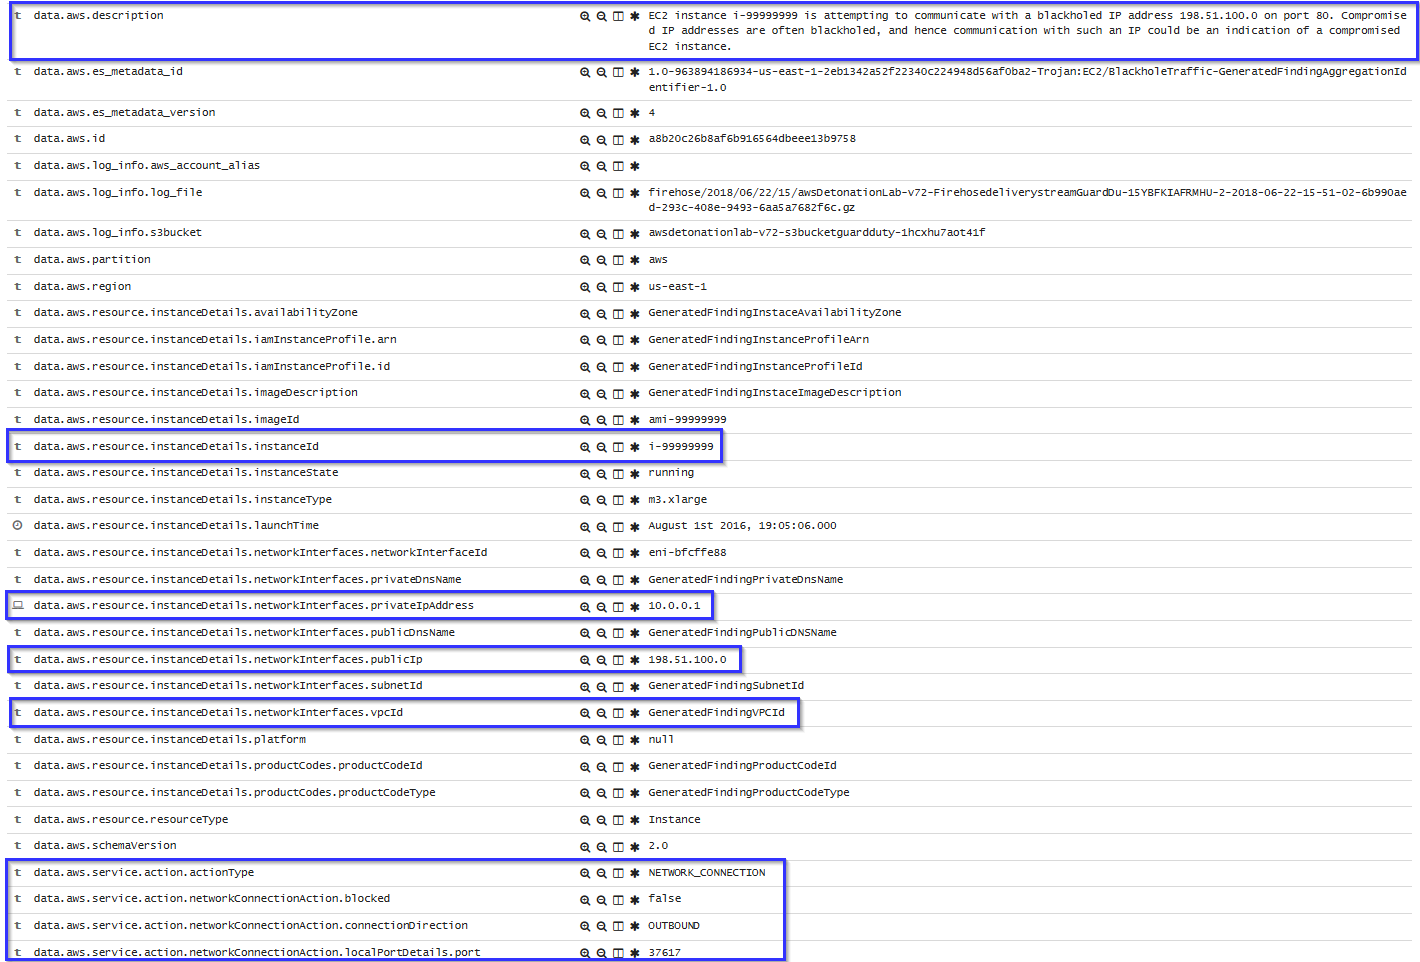 t data.aws.description EC2 instance i-99999999 is attempting to communicate with a blackholed IP address 198.51.100.0 on port 80. Compromise
d IP addresses are often blackholed, and hence communication with such an IP could be an indication of a compromised
EC2 instance.
t data.aws.es_metadata_id 1.0-963894186934-us-east-1-2eb1342a52f22340c224948d56af0ba2-Trojan:EC2/BlackholeTraffic-GeneratedFindingAggregationId
entifier-1.0
t data.aws.es_metadata_version 4
t data.aws.id a8b20c26b8af6b916564dbeee13b9758
t data.aws.log_info.aws_account_alias
t data.aws.log_info.log_file firehose/2018/06/22/15/awsDetonationLab-v72-FirehosedeliverystreamGuardDu-15YBFKIAFRMHU-2-2018-06-22-15-51-02-6b990ae
d-293c-408e-9493-6aa5a7682f6c.gz
t data.aws.log_info.s3bucket awsdetonationlab-v72-s3bucketguardduty-1hcxhu7aot41f
t data.aws.partition aws
t data.aws.region us-east-1
t data.aws.resource.instanceDetails.availabilityZone GeneratedFindingInstaceAvailabilityZone
t data.aws.resource.instanceDetails.iamInstanceProfile.arn GeneratedFindingInstanceProfileArn
t data.aws.resource.instanceDetails.iamInstanceProfile.id GeneratedFindingInstanceProfileId
t data.aws.resource.instanceDetails.imageDescription GeneratedFindingInstaceImageDescription
t data.aws.resource.instanceDetails.imageId ami-99999999
t data.aws.resource.instanceDetails.instanceId i-99999999
t data.aws.resource.instanceDetails.instanceState running
t data.aws.resource.instanceDetails.instanceType m3.xlarge
data.aws.resource.instanceDetails.launchTime August 1st 2016, 19:05:06.000
t data.aws.resource.instanceDetails.networkInterfaces.networkInterfaceId eni-bfcffe88
t data.aws.resource.instanceDetails.networkInterfaces.privateDnsName GeneratedFindingPrivateDnsName
data.aws.resource.instanceDetails.networkInterfaces.privateIpAddress 10.0.0.1
t data.aws.resource.instanceDetails.networkInterfaces.publicDnsName GeneratedFindingPublicDNSName
t data.aws.resource.instanceDetails.networkInterfaces.publicIp 198.51.100.0
t data.aws.resource.instanceDetails.networkInterfaces.subnetId GeneratedFindingSubnetId
t data.aws.resource.instanceDetails.networkInterfaces.vpcId GeneratedFindingVPCId
t data.aws.resource.instanceDetails.platform null
t data.aws.resource.instanceDetails.productCodes.productCodeId GeneratedFindingProductCodeId
t data.aws.resource.instanceDetails.productCodes.productCodeType GeneratedFindingProductCodeType
t data.aws.resource.resourceType Instance
t data.aws.schemaVersion 2.0
t data.aws.service.action.actionType NETWORK_CONNECTION
t data.aws.service.action.networkConnectionAction.blocked false
t data.aws.service.action.networkConnectionAction.connectionDirection OUTBOUND
t data.aws.service.action.networkConnectionAction.localPortDetails.port 37617